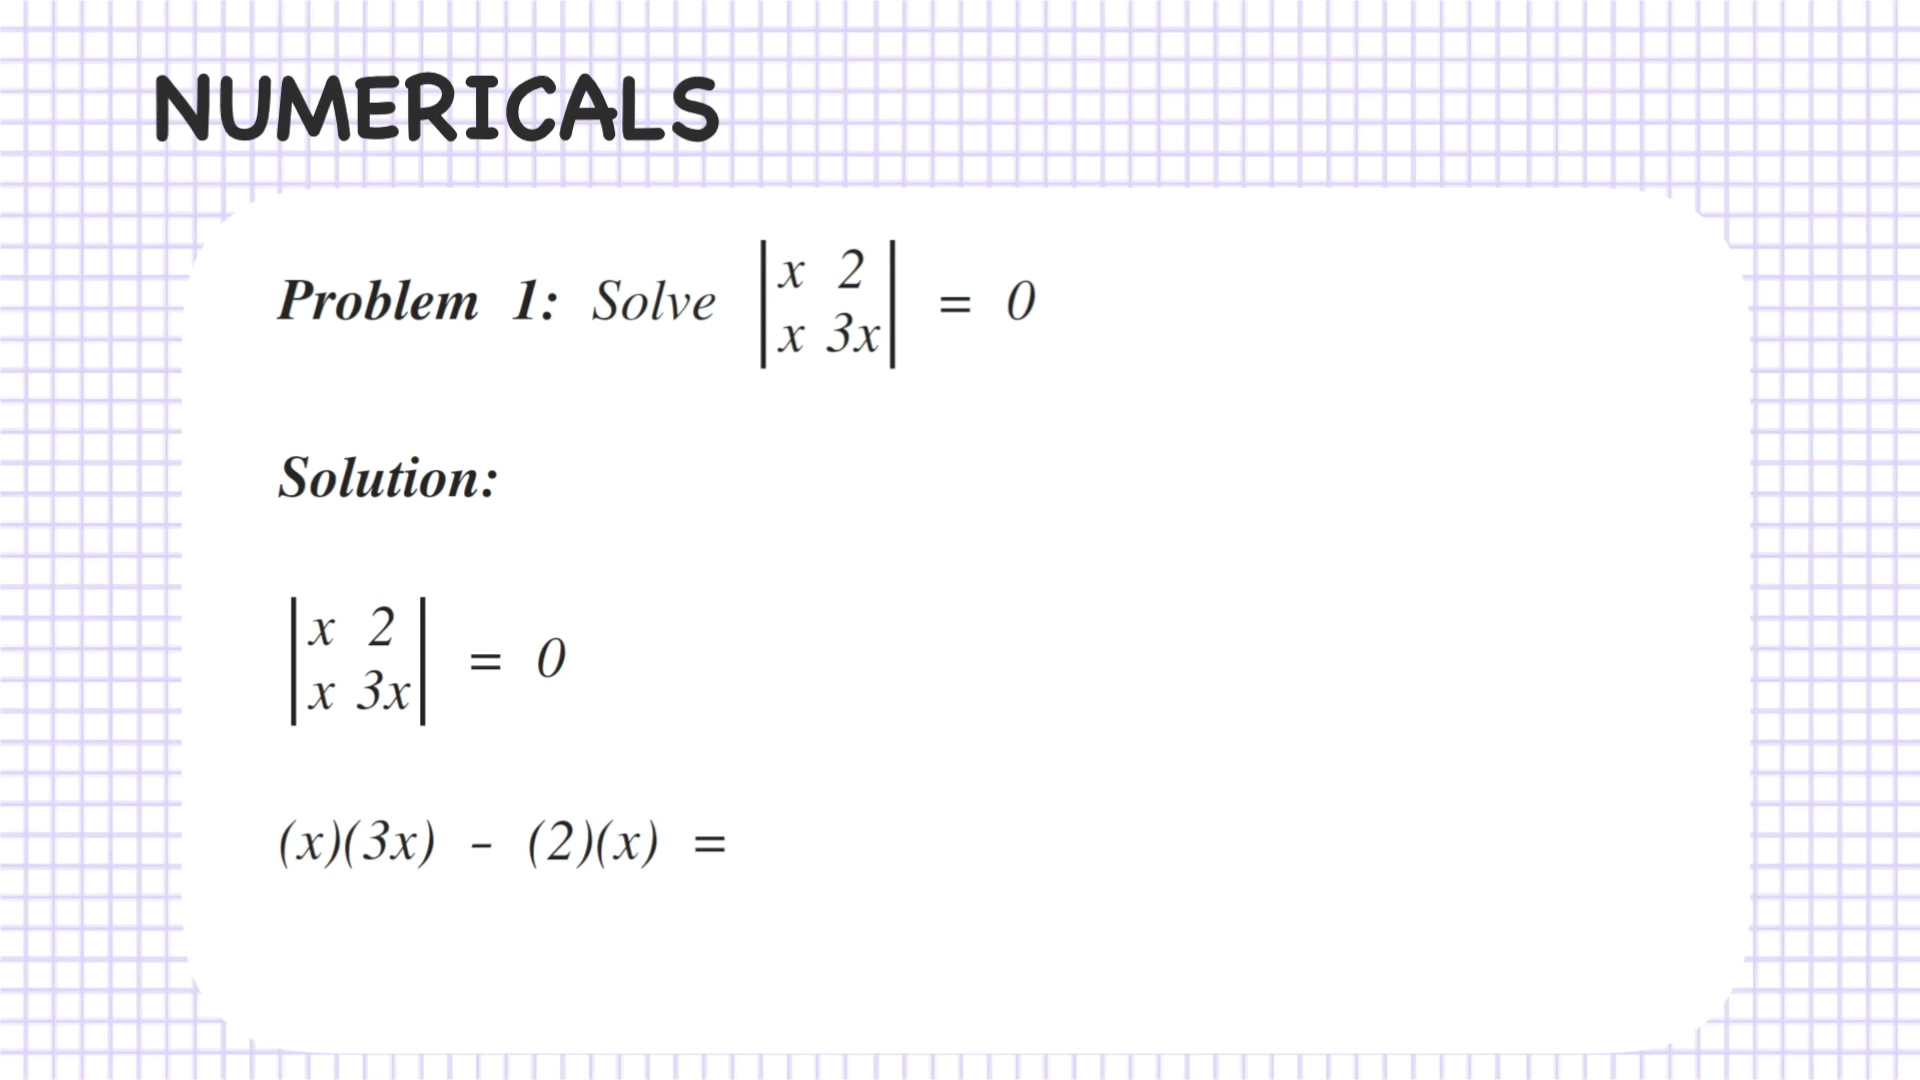 NUMERICALS
Problem 1: Solve |x 2
x 3x| = 0
Solution:
|x 2
x 3x| = 0
(x)(3x) - (2)(x) =